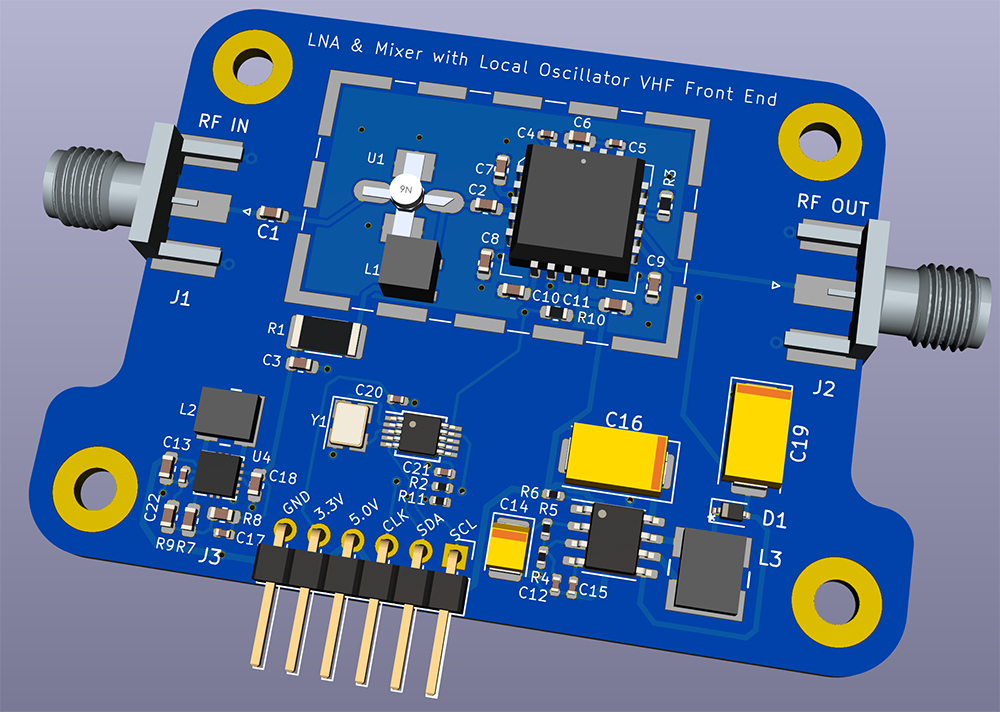 LNA & Mixer with Local Oscillator VHF Front End
RF IN
C6
C4
C5
U1
C7
R3
9N
C2
RF OUT
C1
C8
L1
C9
J1
C10
C11
R10
R1
C3
J2
C20
L2
Y1
C16
C19
C13
U4
C21
C18
R2
R6
R11
C14
R5
D1
C22
GND
3.3V
5.0V
CLK
SDA
SCL
R8
R9
R7
C17
J3
L3
R4
C12
C15